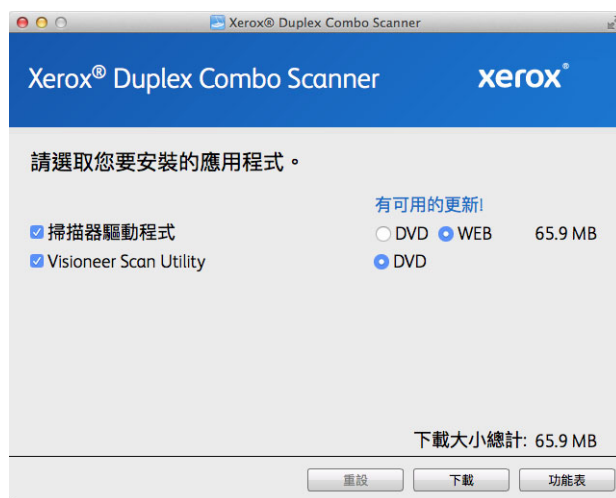 Xerox® Duplex Combo Scanner
Xerox® Duplex Combo Scanner xerox®
請選取您要安裝的應用程式。
有可用的更新!
掃描器驅動程式 DVD WEB 65.9 MB
Visioneer Scan Utility DVD
下載大小總計: 65.9 MB
重設 下載 功能表